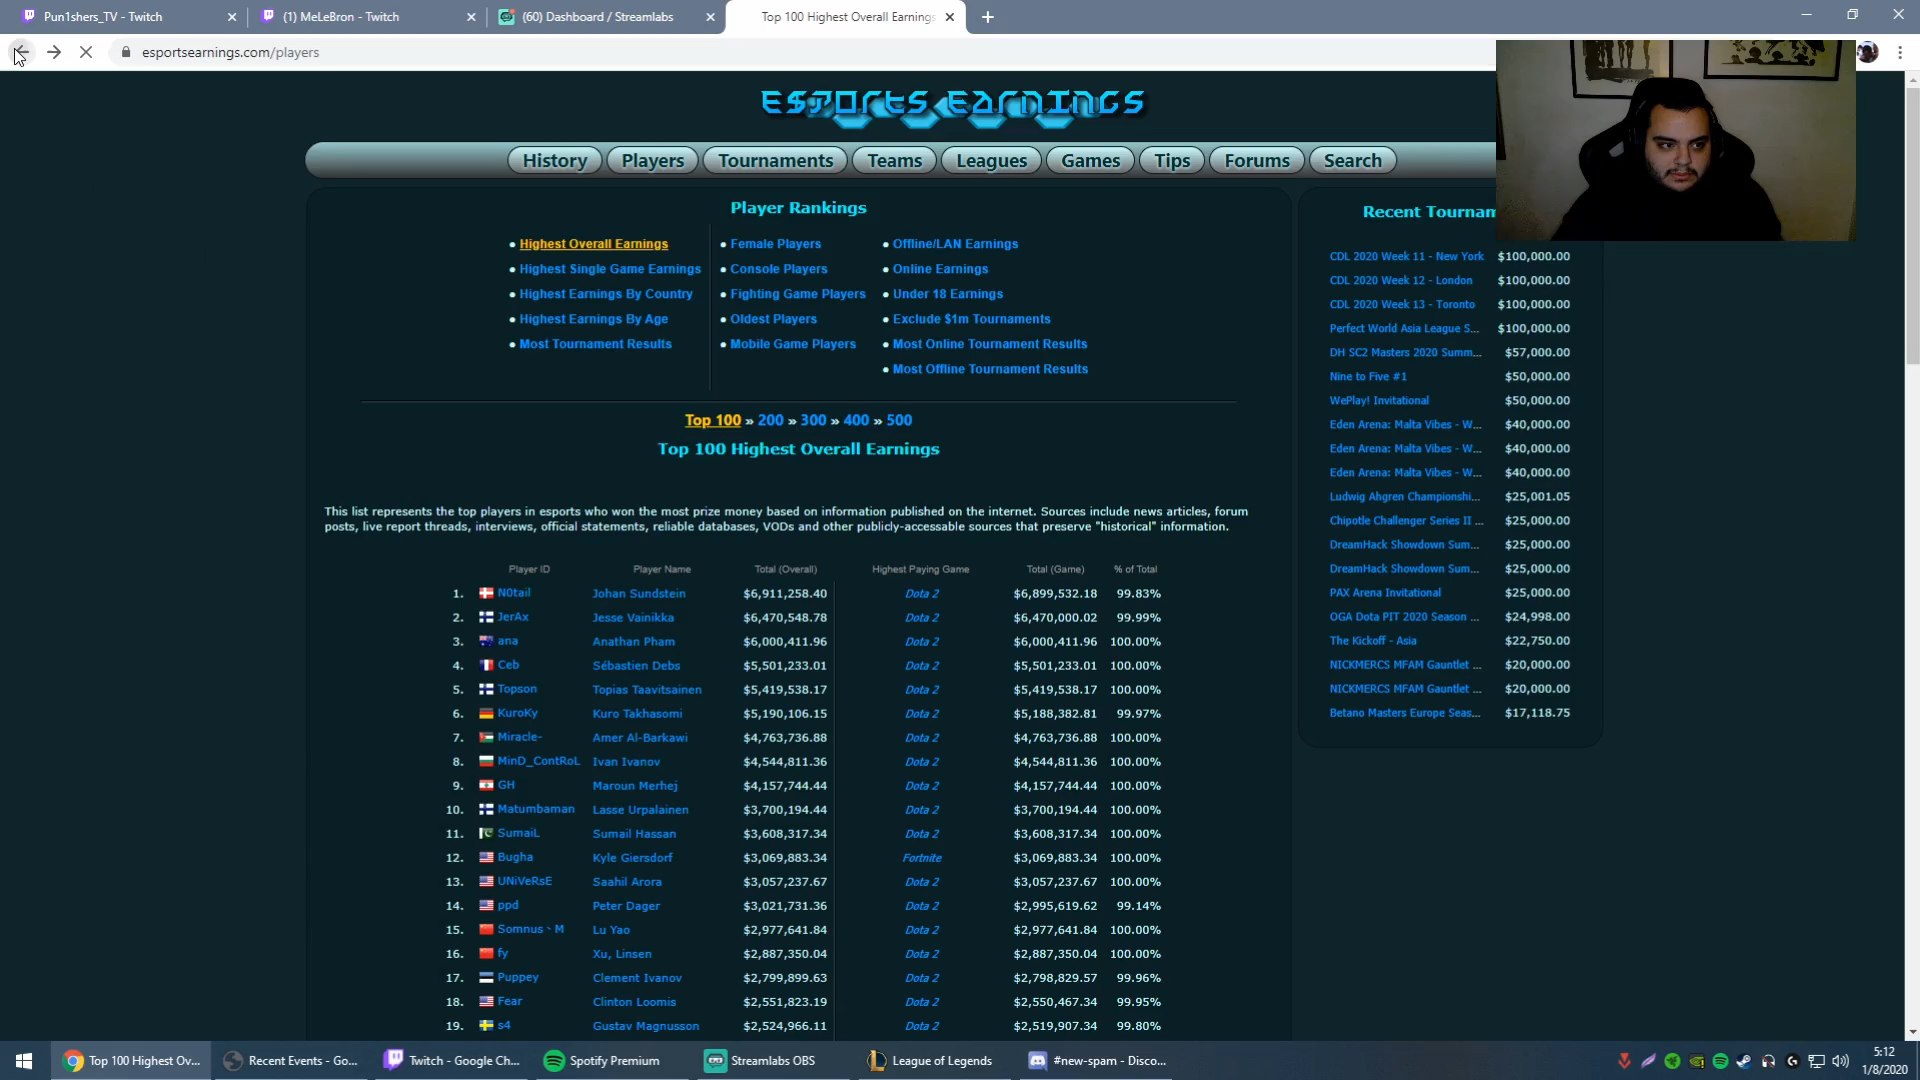 Pun1shers_TV - Twitch
(1) MeLeBron - Twitch
(60) Dashboard / Streamlabs
Top 100 Highest Overall Earnings
esportsearnings.com/players
ESPORTS EARNINGS
History Players Tournaments Teams Leagues Games Tips Forums Search
Player Rankings
Highest Overall Earnings
Highest Single Game Earnings
Highest Earnings By Country
Highest Earnings By Age
Most Tournament Results
Female Players
Console Players
Fighting Game Players
Oldest Players
Mobile Game Players
Offline/LAN Earnings
Online Earnings
Under 18 Earnings
Exclude $1m Tournaments
Most Online Tournament Results
Most Offline Tournament Results
Top 100 » 200 » 300 » 400 » 500
Top 100 Highest Overall Earnings
This list represents the top players in esports who won the most prize money based on information published on the internet. Sources include news articles, forum
posts, live report threads, interviews, official statements, reliable databases, VODs and other publicly-accessible sources that preserve "historical" information.
Player ID Player Name Total (Overall) Highest Paying Game Total (Game) % of Total
1. N0tail Johan Sundstein $6,911,258.40 Dota 2 $6,899,532.18 99.83%
2. JerAx Jesse Vainikka $6,470,548.78 Dota 2 $6,470,000.02 99.99%
3. ana Anathan Pham $6,000,411.96 Dota 2 $6,000,411.96 100.00%
4. Ceb Sébastien Debs $5,501,233.01 Dota 2 $5,501,233.01 100.00%
5. Topson Topias Taavitsainen $5,419,538.17 Dota 2 $5,419,538.17 100.00%
6. KuroKy Kuro Takhasomi $5,190,106.15 Dota 2 $5,188,382.81 99.97%
7. Miracle- Amer Al-Barkawi $4,763,736.88 Dota 2 $4,763,736.88 100.00%
8. MinD_ContRoL Ivan Ivanov $4,544,811.36 Dota 2 $4,544,811.36 100.00%
9. GH Maroun Merhej $4,157,744.44 Dota 2 $4,157,744.44 100.00%
10. Matumbaman Lasse Urpalainen $3,700,194.44 Dota 2 $3,700,194.44 100.00%
11. SumaiL Sumail Hassan $3,608,317.34 Dota 2 $3,608,317.34 100.00%
12. Bugha Kyle Giersdorf $3,069,883.34 Fortnite $3,069,883.34 100.00%
13. UNiVeRsE Saahil Arora $3,057,237.67 Dota 2 $3,057,237.67 100.00%
14. ppd Peter Dager $3,021,731.36 Dota 2 $2,995,619.62 99.14%
15. Somnus丶M Lu Yao $2,977,641.84 Dota 2 $2,977,641.84 100.00%
16. fy Xu, Linsen $2,887,350.04 Dota 2 $2,887,350.04 100.00%
17. Puppey Clement Ivanov $2,799,899.63 Dota 2 $2,798,829.57 99.96%
18. Fear Clinton Loomis $2,551,823.19 Dota 2 $2,550,467.34 99.95%
19. s4 Gustav Magnusson $2,524,966.11 Dota 2 $2,519,907.34 99.80%
Recent Tournam
CDL 2020 Week 11 - New York $100,000.00
CDL 2020 Week 12 - London $100,000.00
CDL 2020 Week 13 - Toronto $100,000.00
Perfect World Asia League S... $100,000.00
DH SC2 Masters 2020 Summ... $57,000.00
Nine to Five #1 $50,000.00
WePlay! Invitational $50,000.00
Eden Arena: Malta Vibes - W... $40,000.00
Eden Arena: Malta Vibes - W... $40,000.00
Eden Arena: Malta Vibes - W... $40,000.00
Ludwig Ahgren Championshi... $25,001.05
Chipotle Challenger Series II ... $25,000.00
DreamHack Showdown Sum... $25,000.00
DreamHack Showdown Sum... $25,000.00
PAX Arena Invitational $25,000.00
OGA Dota PIT 2020 Season ... $24,998.00
The Kickoff - Asia $22,750.00
NICKMERCS MFAM Gauntlet ... $20,000.00
NICKMERCS MFAM Gauntlet ... $20,000.00
Betano Masters Europe Seas... $17,118.75
Top 100 Highest Ov...
Recent Events - Go...
Twitch - Google Ch...
Spotify Premium
Streamlabs OBS
League of Legends
#new-spam - Disco...
5:12
1/8/2020